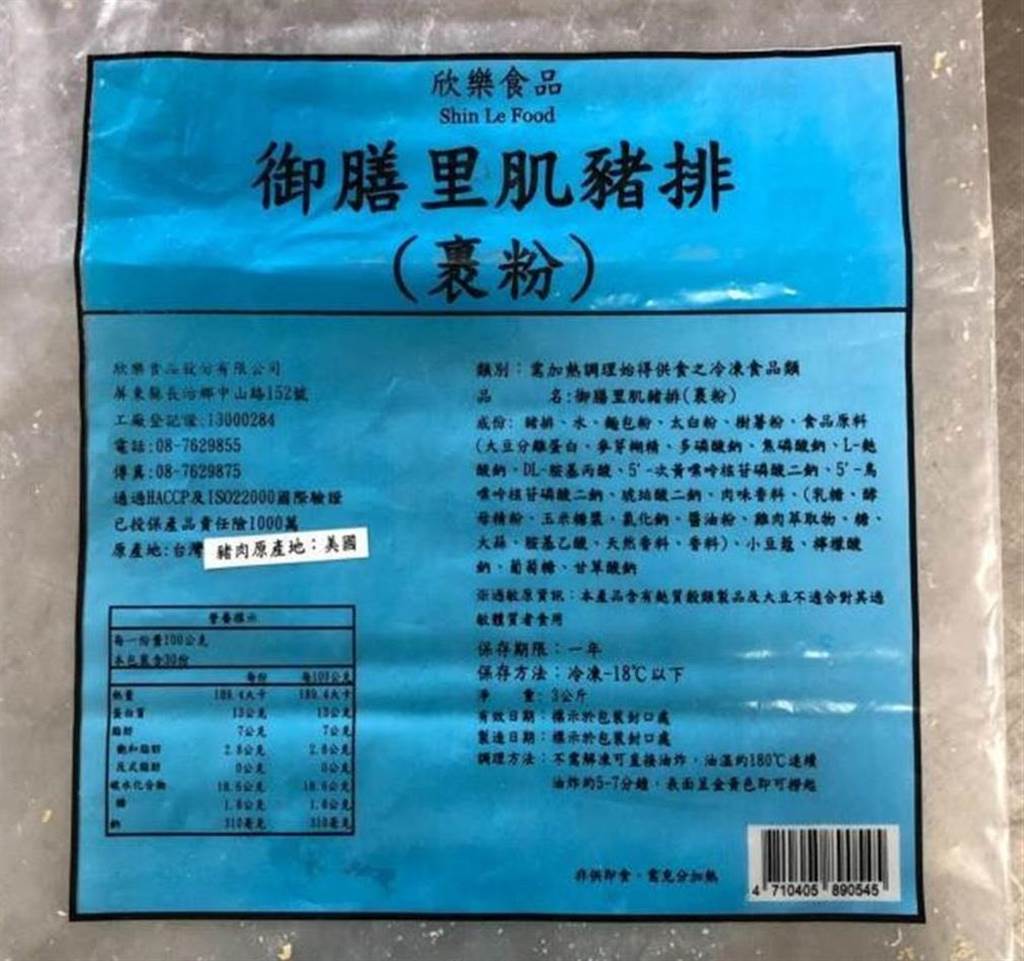 欣樂食品
Shin Le Food
御膳里肌豬排
(裹粉)
欣樂食品股份有限公司
屏東縣長治鄉中山路152號
工廠登記證:13000284
電話:08-7629855
傳真:08-7629875
通過HACCP及ISO22000國際驗證
已投保產品責任險1000萬
原產地:台灣
豬肉原產地：美國
營養標示
每一份量100公克
本包裝含30份
每份 每100公克
熱量 189.4大卡 189.4大卡
蛋白質 13公克 13公克
脂肪 7公克 7公克
飽和脂肪 2.8公克 2.8公克
反式脂肪 0公克 0公克
碳水化合物 18.6公克 18.6公克
糖 1.8公克 1.8公克
鈉 310毫克 310毫克
類別：需加熱調理始得供食之冷凍食品類
品 名:御膳里肌豬排(裹粉)
成份: 豬排、水、麵包粉、太白粉、樹薯粉、食品原料
(大豆分離蛋白、麥芽糊精、多磷酸鈉、焦磷酸鈉、L-麩
酸鈉、DL-胺基丙酸、5'-次黃嘌呤核苷磷酸二鈉、5'-鳥
嘌呤核苷磷酸二鈉、琥珀酸二鈉、肉味香料、(乳糖、酵
母精粉、玉米糖漿、氯化鈉、醬油粉、雞肉萃取物、糖、
大蒜、胺基乙酸、天然香料、香料)、小豆蔻、檸檬酸
鈉、葡萄糖、甘草酸鈉
※過敏原資訊：本產品含有麩質穀類製品及大豆不適合對其過
敏體質者食用
保存期限：一年
保存方法：冷凍-18℃以下
淨 重: 3公斤
有效日期：標示於包裝封口處
製造日期：標示於包裝封口處
調理方法：不需解凍可直接油炸，油溫約180℃連續
油炸約5-7分鐘，表面呈金黃色即可撈起
非供即食，需充分加熱
4 710405 890545